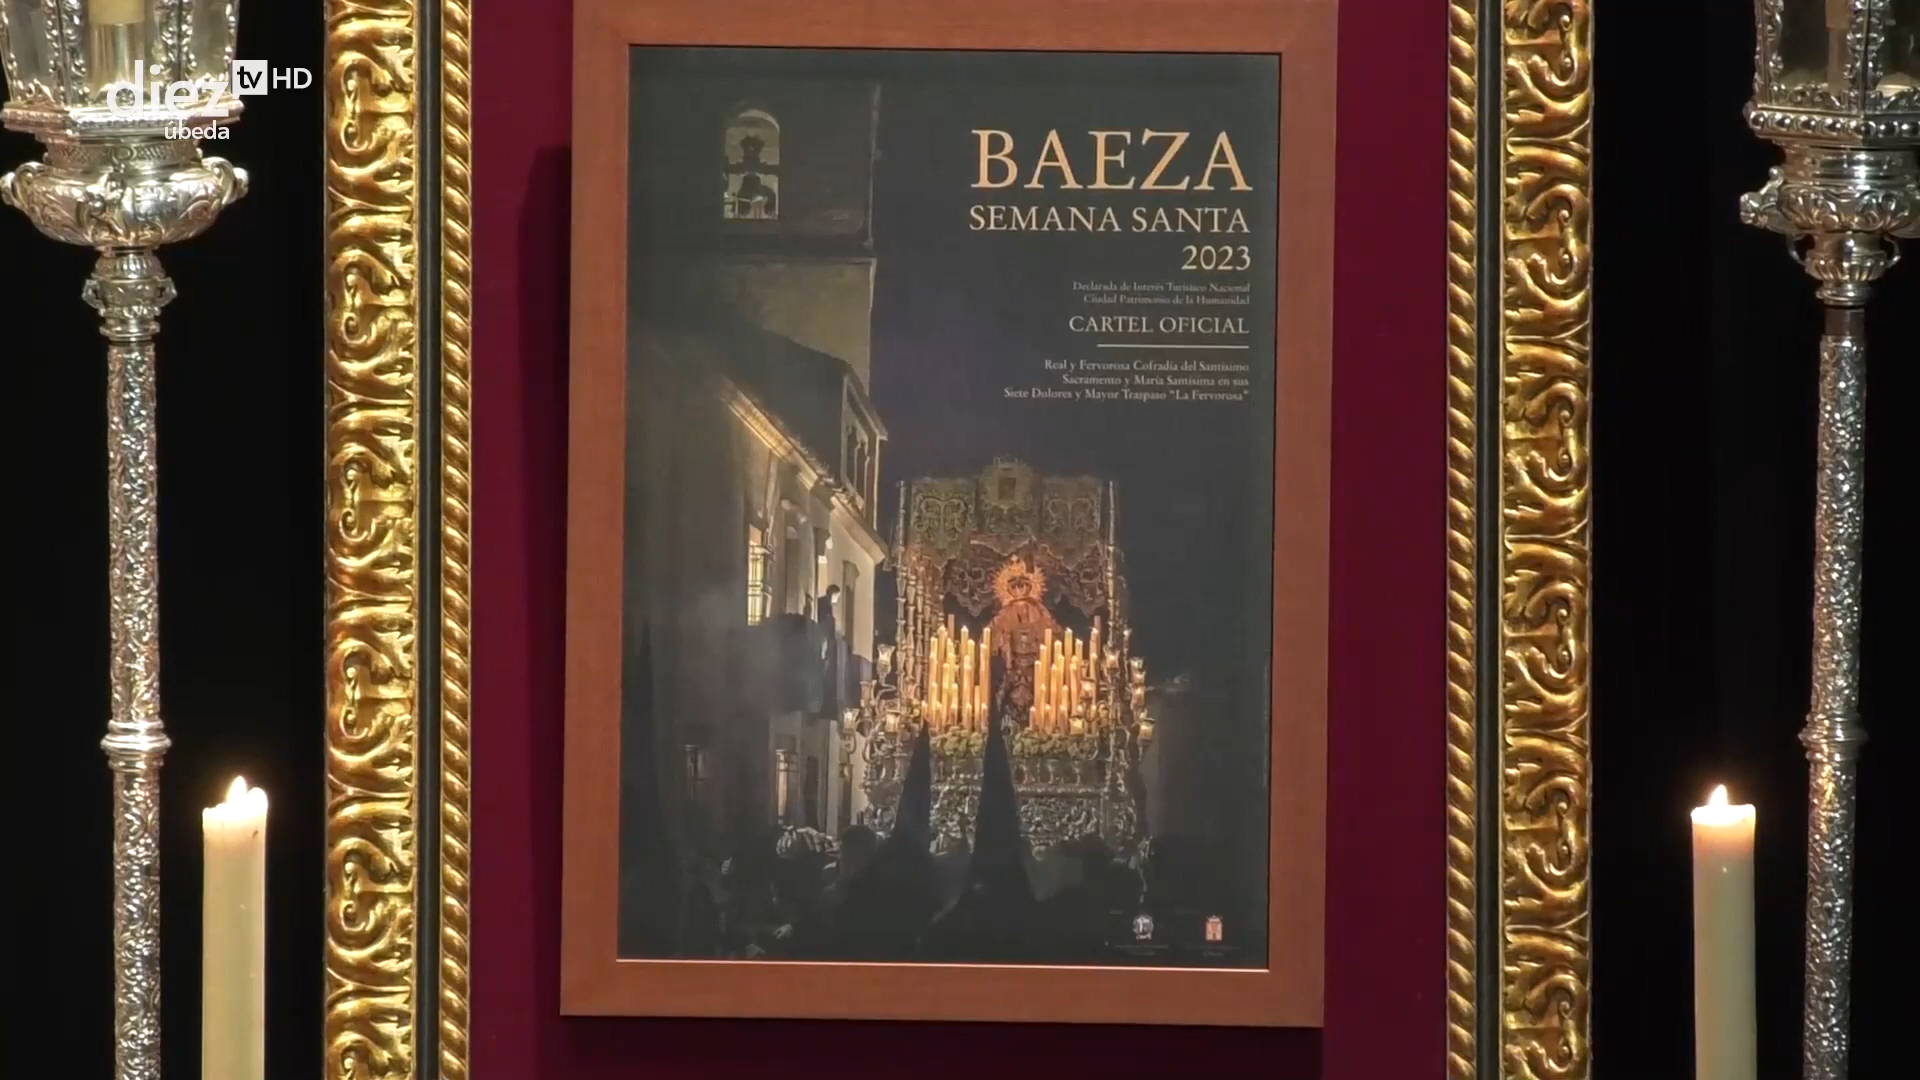 diez tv HD
úbeda
BAEZA
SEMANA SANTA
2023
Declarada de Interés Turístico Nacional
Ciudad Patrimonio de la Humanidad
CARTEL OFICIAL
Real y Fervorosa Cofradía del Santísimo
Sacramento y María Santísima en sus
Siete Dolores y Mayor Traspaso "La Fervorosa"